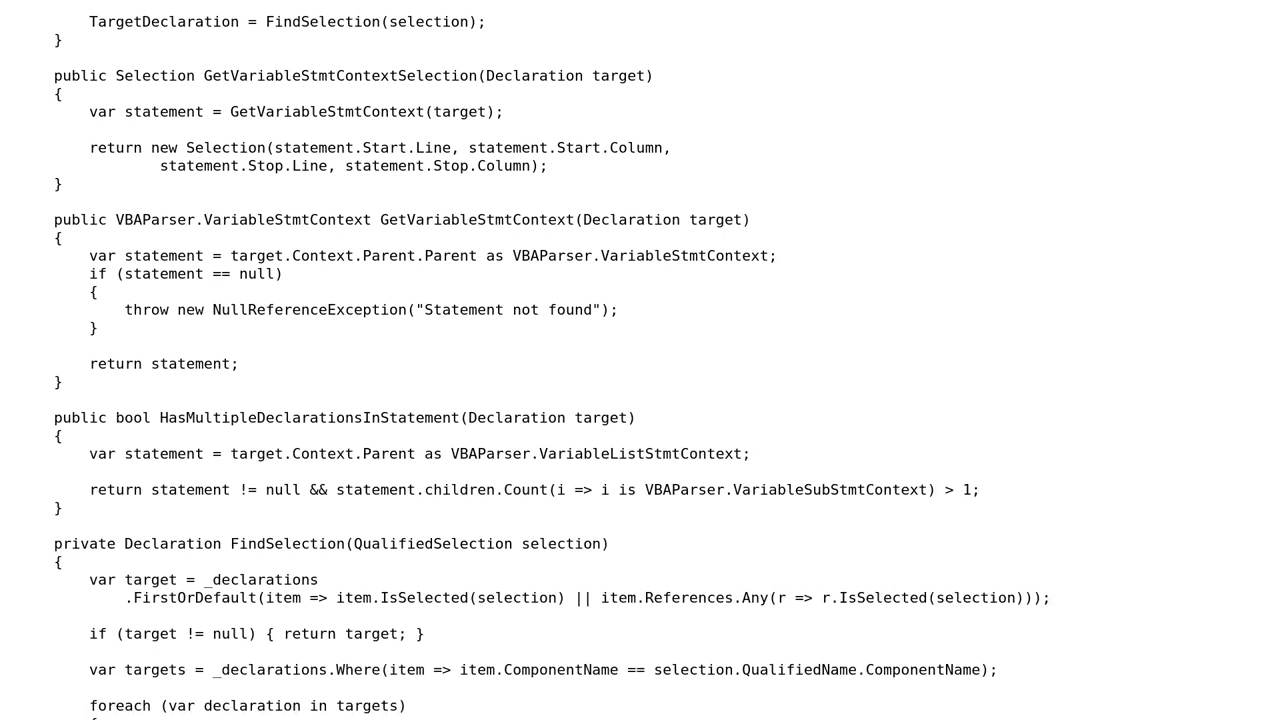 TargetDeclaration = FindSelection(selection);
}
public Selection GetVariableStmtContextSelection(Declaration target)
{
var statement = GetVariableStmtContext(target);
return new Selection(statement.Start.Line, statement.Start.Column,
statement.Stop.Line, statement.Stop.Column);
}
public VBAParser.VariableStmtContext GetVariableStmtContext(Declaration target)
{
var statement = target.Context.Parent.Parent as VBAParser.VariableStmtContext;
if (statement == null)
{
throw new NullReferenceException("Statement not found");
}
return statement;
}
public bool HasMultipleDeclarationsInStatement(Declaration target)
{
var statement = target.Context.Parent as VBAParser.VariableListStmtContext;
return statement != null && statement.children.Count(i => i is VBAParser.VariableSubStmtContext) > 1;
}
private Declaration FindSelection(QualifiedSelection selection)
{
var target = _declarations
.FirstOrDefault(item => item.IsSelected(selection) || item.References.Any(r => r.IsSelected(selection)));
if (target != null) { return target; }
var targets = _declarations.Where(item => item.ComponentName == selection.QualifiedName.ComponentName);
foreach (var declaration in targets)
{